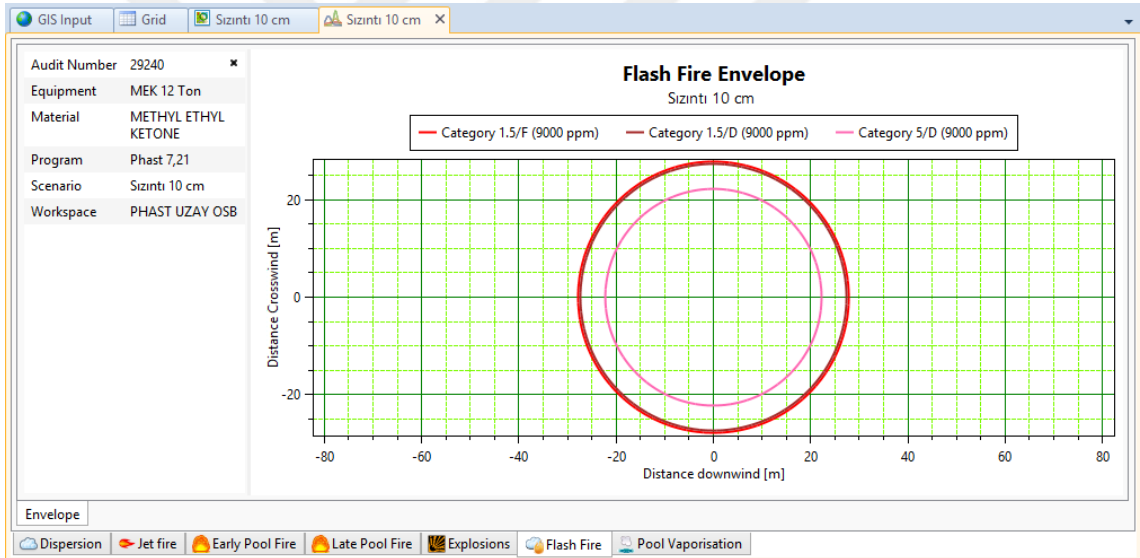 GIS Input
Grid
Sızıntı 10 cm
Sızıntı 10 cm
Audit Number 29240
Equipment MEK 12 Ton
Material METHYL ETHYL
KETONE
Program Phast 7,21
Scenario Sızıntı 10 cm
Workspace PHAST UZAY OSB
Flash Fire Envelope
Sızıntı 10 cm
Category 1.5/F (9000 ppm) Category 1.5/D (9000 ppm) Category 5/D (9000 ppm)
Distance Crosswind [m]
20
0
-20
-80 -60 -40 -20 0 20 40 60 80
Distance downwind [m]
Envelope
Dispersion Jet fire Early Pool Fire Late Pool Fire Explosions Flash Fire Pool Vaporisation